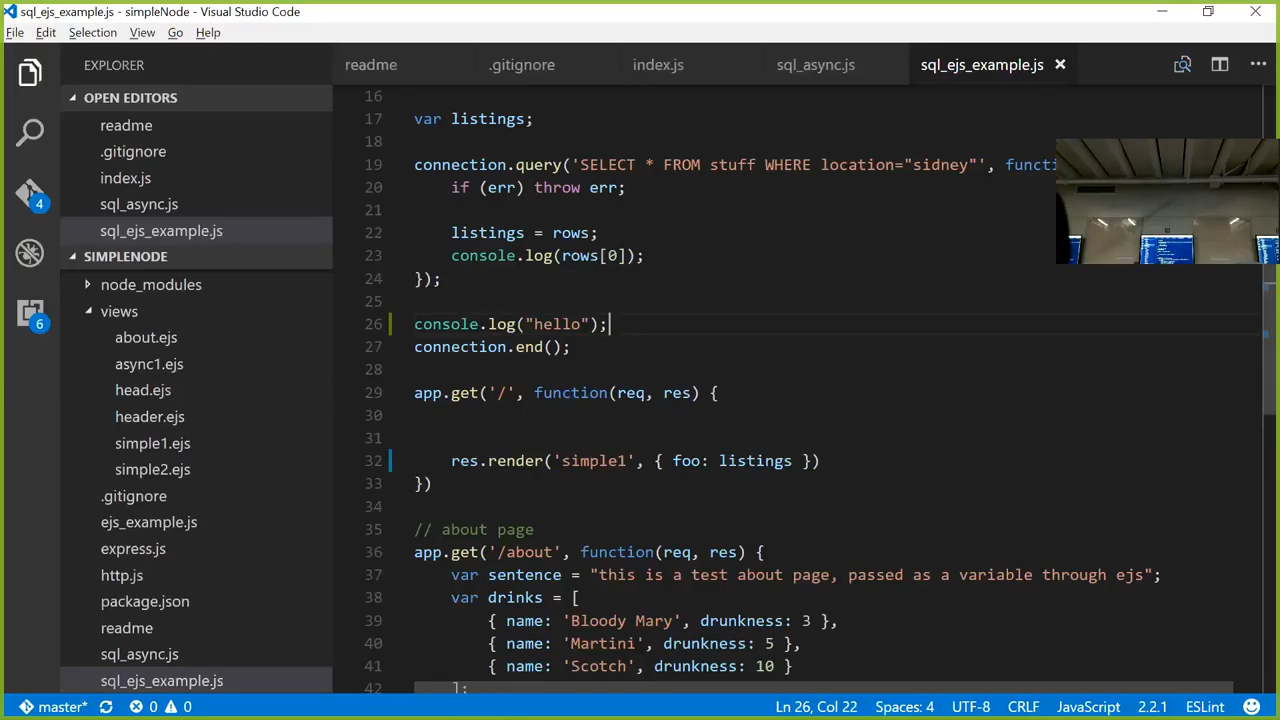 sql_ejs_example.js - simpleNode - Visual Studio Code
File Edit Selection View Go Help
EXPLORER
OPEN EDITORS
readme
.gitignore
index.js
sql_async.js
sql_ejs_example.js
SIMPLENODE
node_modules
views
about.ejs
async1.ejs
head.ejs
header.ejs
simple1.ejs
simple2.ejs
.gitignore
ejs_example.js
express.js
http.js
package.json
readme
sql_async.js
sql_ejs_example.js
4
6
readme .gitignore index.js sql_async.js sql_ejs_example.js
16
17 var listings;
18
19 connection.query('SELECT * FROM stuff WHERE location="sidney"', functi
20 if (err) throw err;
21
22 listings = rows;
23 console.log(rows[0]);
24 });
25
26 console.log("hello");
27 connection.end();
28
29 app.get('/', function(req, res) {
30
31
32 res.render('simple1', { foo: listings })
33 })
34
35 // about page
36 app.get('/about', function(req, res) {
37 var sentence = "this is a test about page, passed as a variable through ejs";
38 var drinks = [
39 { name: 'Bloody Mary', drunkness: 3 },
40 { name: 'Martini', drunkness: 5 },
41 { name: 'Scotch', drunkness: 10 }
42 ];
master* 0 0 Ln 26, Col 22 Spaces: 4 UTF-8 CRLF JavaScript 2.2.1 ESLint